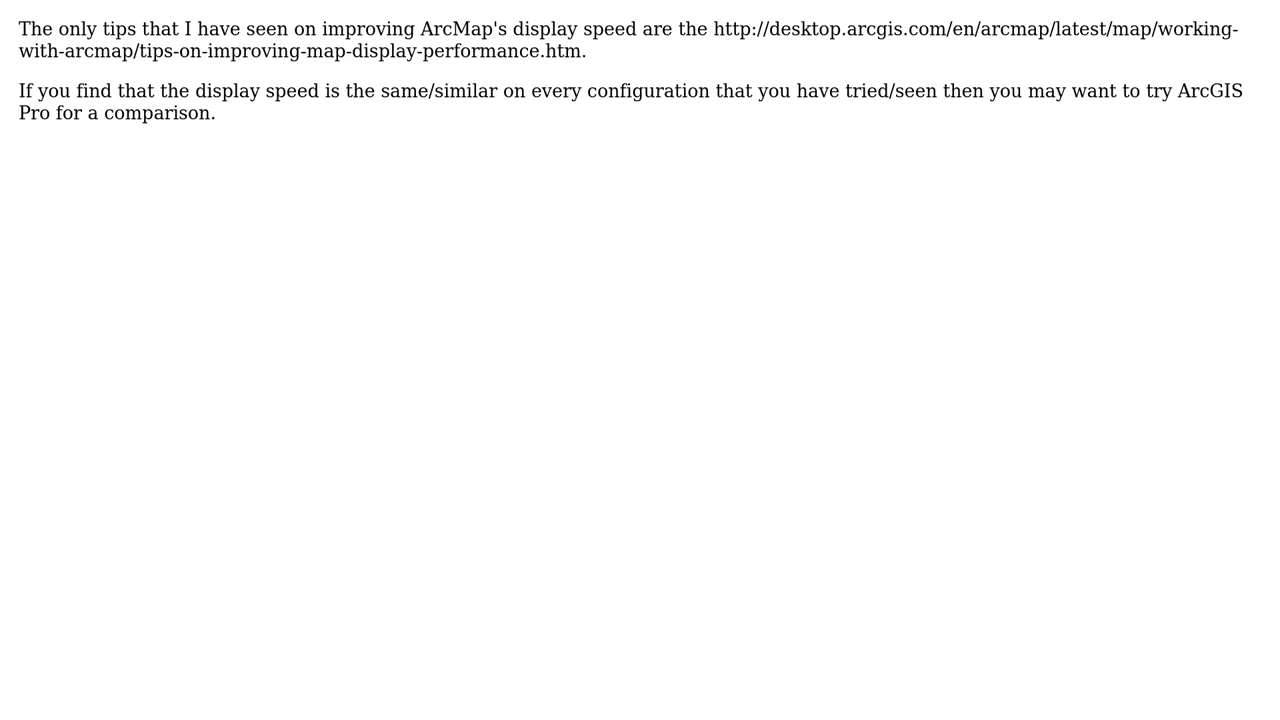 The only tips that I have seen on improving ArcMap's display speed are the http://desktop.arcgis.com/en/arcmap/latest/map/working-
with-arcmap/tips-on-improving-map-display-performance.htm.
If you find that the display speed is the same/similar on every configuration that you have tried/seen then you may want to try ArcGIS
Pro for a comparison.